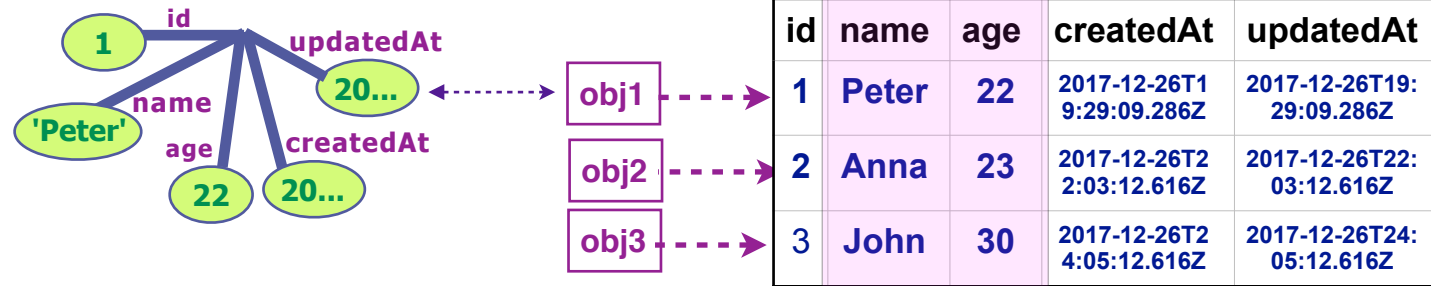 id
1
updatedAt
20...
name
'Peter'
age
createdAt
22
20...
obj1
obj2
obj3
id name age createdAt updatedAt
1 Peter 22 2017-12-26T1 2017-12-26T19:
9:29:09.286Z 29:09.286Z
2 Anna 23 2017-12-26T2 2017-12-26T22:
2:03:12.616Z 03:12.616Z
3 John 30 2017-12-26T2 2017-12-26T24:
4:05:12.616Z 05:12.616Z